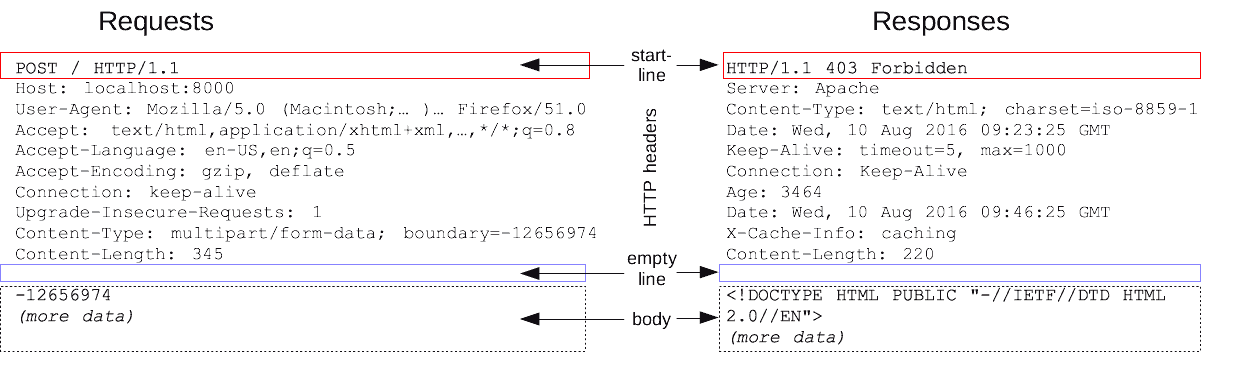 Requests
POST / HTTP/1.1
Host: localhost:8000
User-Agent: Mozilla/5.0 (Macintosh;… )… Firefox/51.0
Accept: text/html,application/xhtml+xml,…,*/*;q=0.8
Accept-Language: en-US,en;q=0.5
Accept-Encoding: gzip, deflate
Connection: keep-alive
Upgrade-Insecure-Requests: 1
Content-Type: multipart/form-data; boundary=-12656974
Content-Length: 345
-12656974
(more data)
start-
line
HTTP headers
empty
line
body
Responses
HTTP/1.1 403 Forbidden
Server: Apache
Content-Type: text/html; charset=iso-8859-1
Date: Wed, 10 Aug 2016 09:23:25 GMT
Keep-Alive: timeout=5, max=1000
Connection: Keep-Alive
Age: 3464
Date: Wed, 10 Aug 2016 09:46:25 GMT
X-Cache-Info: caching
Content-Length: 220
<!DOCTYPE HTML PUBLIC "-//IETF//DTD HTML
2.0//EN">
(more data)